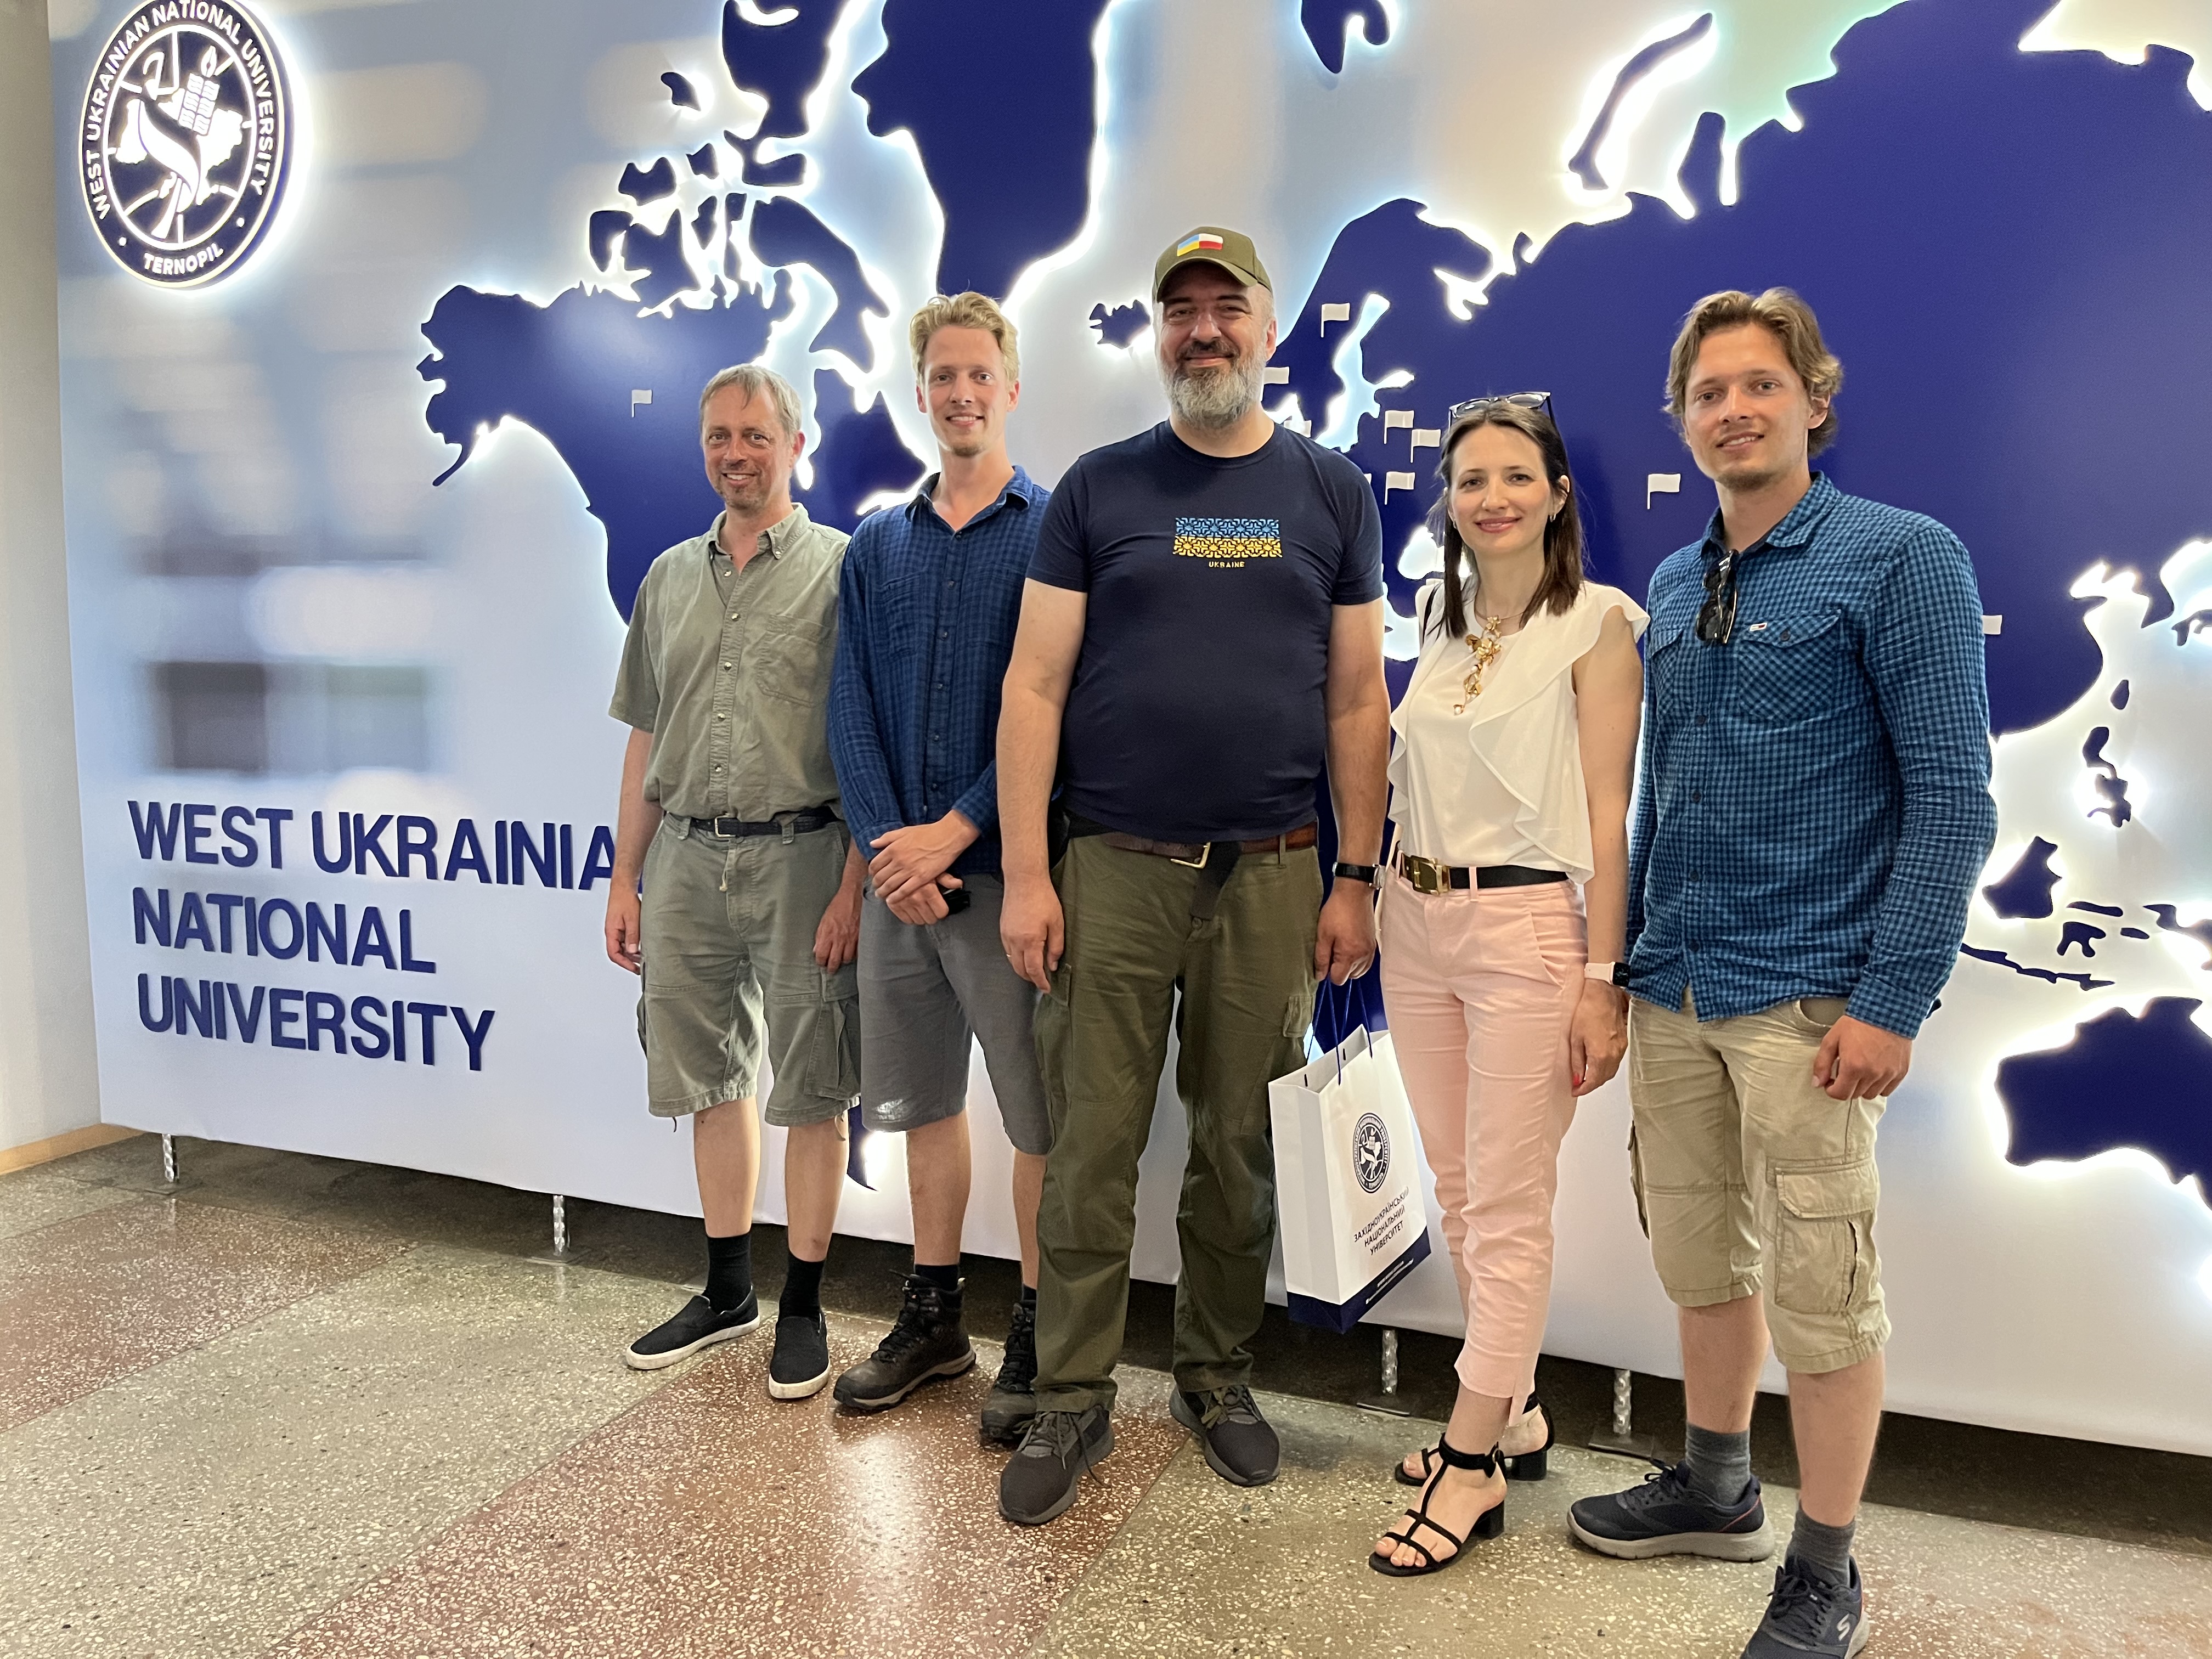 WEST UKRAINIAN NATIONAL UNIVERSITY
TERNOPIL
WEST UKRAINIA
NATIONAL
UNIVERSITY
UKRAINE
ЗАХІДНОУКРАЇНСЬКИЙ
НАЦІОНАЛЬНИЙ
УНІВЕРСИТЕТ